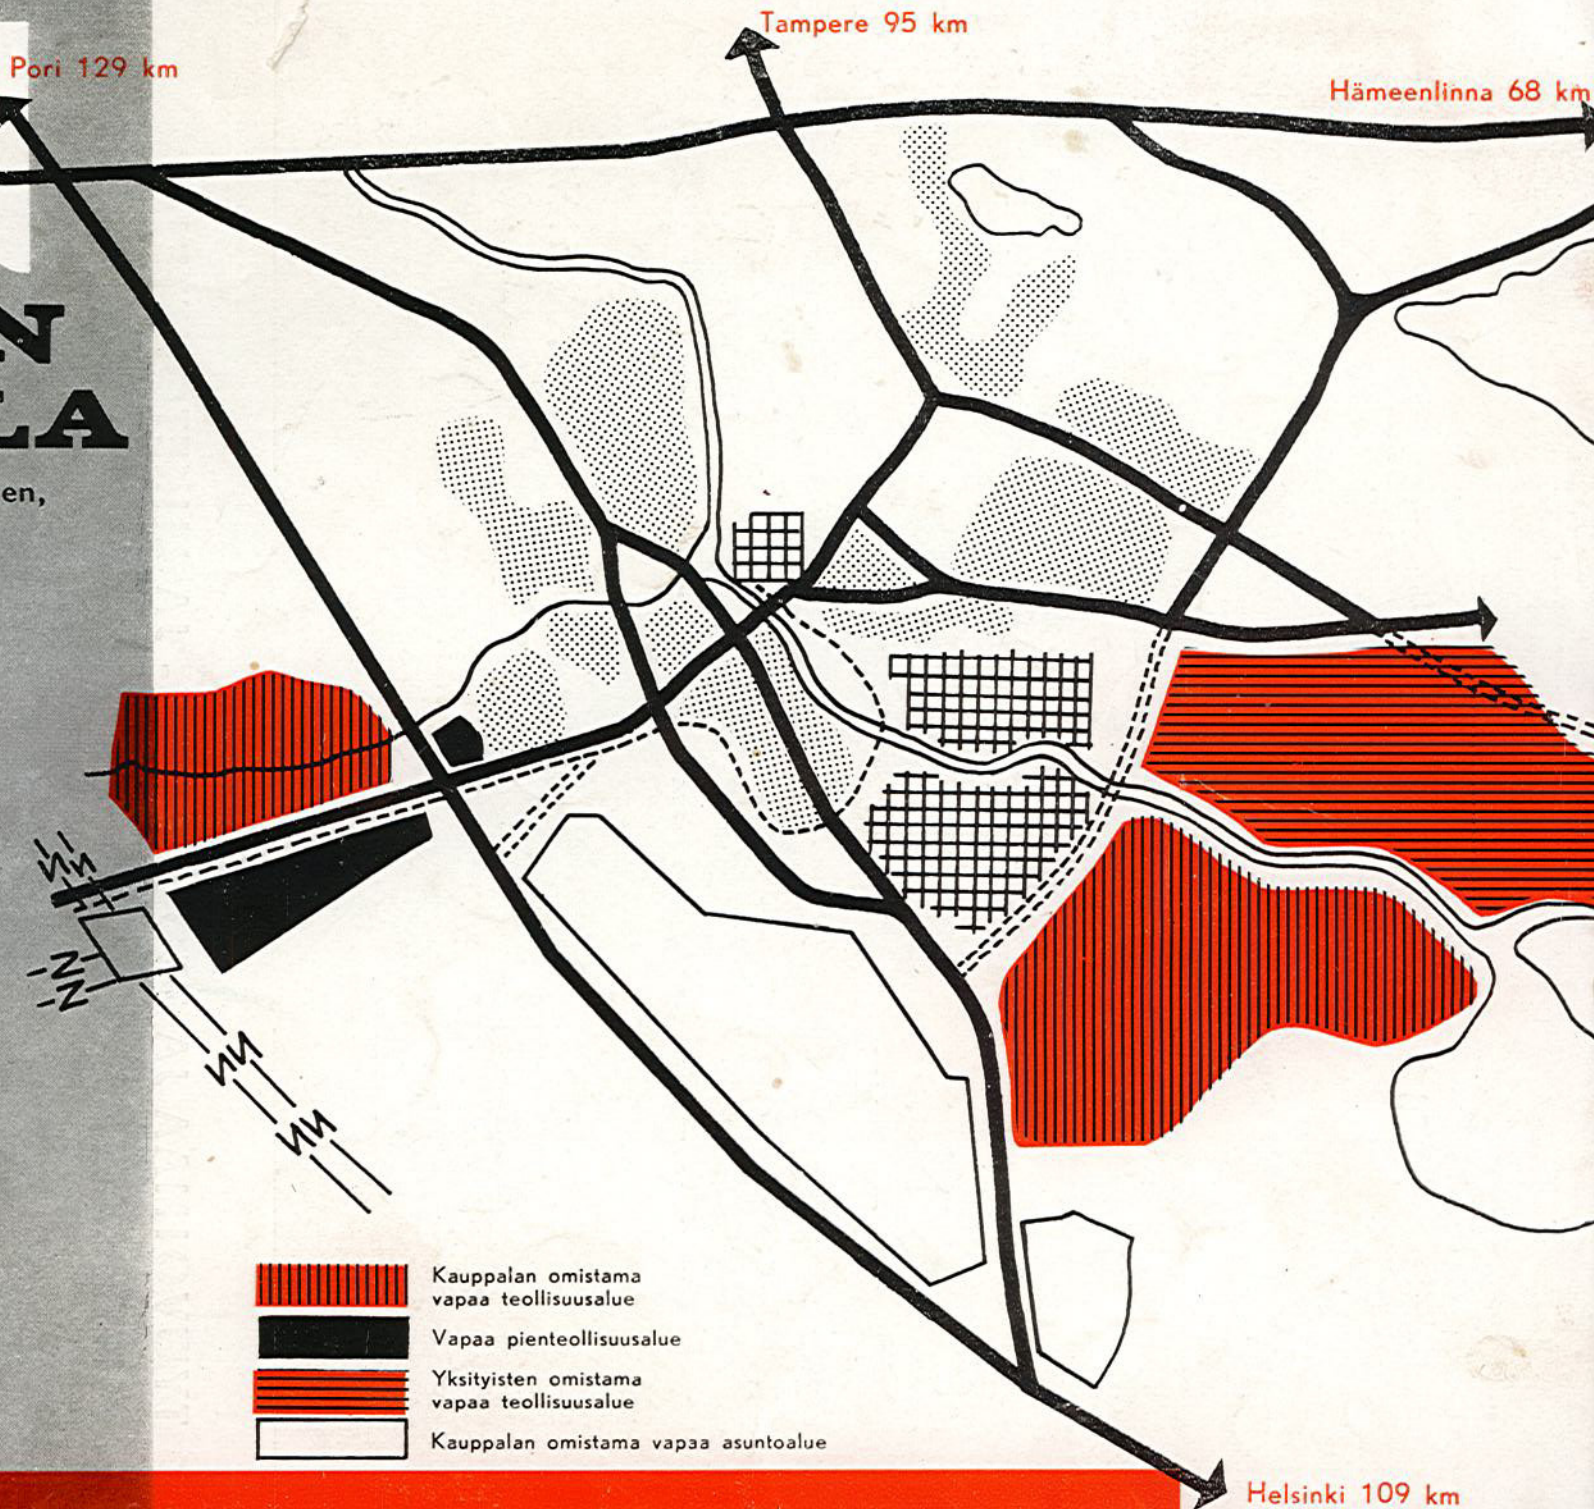 Tampere 95 km
Pori 129 km
Hämeenlinna 68 km
N
LA
en,
Kauppalan omistama
vapaa teollisuusalue
Vapaa pienteollisuusalue
Yksityisten omistama
vapaa teollisuusalue
Kauppalan omistama vapaa asuntoalue
Helsinki 109 km